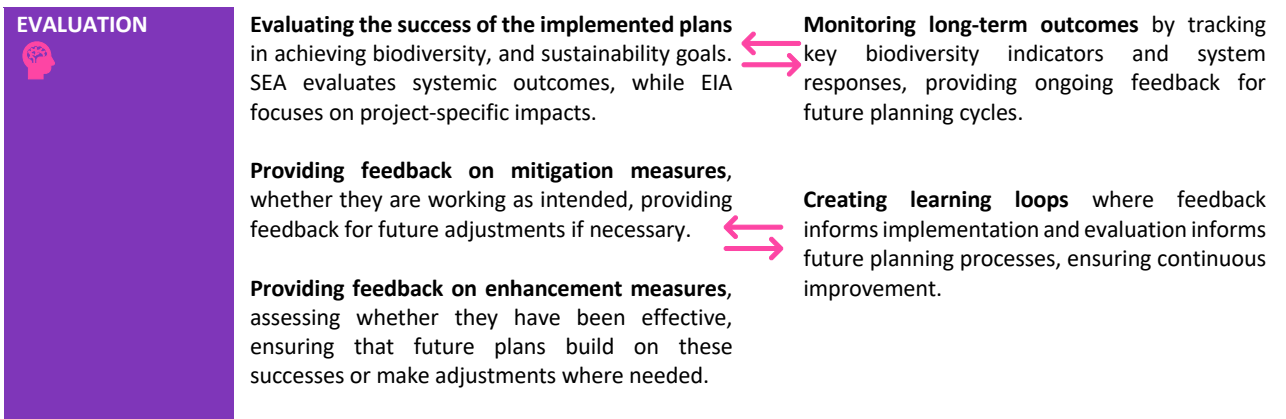 EVALUATION
Evaluating the success of the implemented plans
in achieving biodiversity, and sustainability goals.
SEA evaluates systemic outcomes, while EIA
focuses on project-specific impacts.
Providing feedback on mitigation measures,
whether they are working as intended, providing
feedback for future adjustments if necessary.
Providing feedback on enhancement measures,
assessing whether they have been effective,
ensuring that future plans build on these
successes or make adjustments where needed.
Monitoring long-term outcomes by tracking
key biodiversity indicators and system
responses, providing ongoing feedback for
future planning cycles.
Creating learning loops where feedback
informs implementation and evaluation informs
future planning processes, ensuring continuous
improvement.